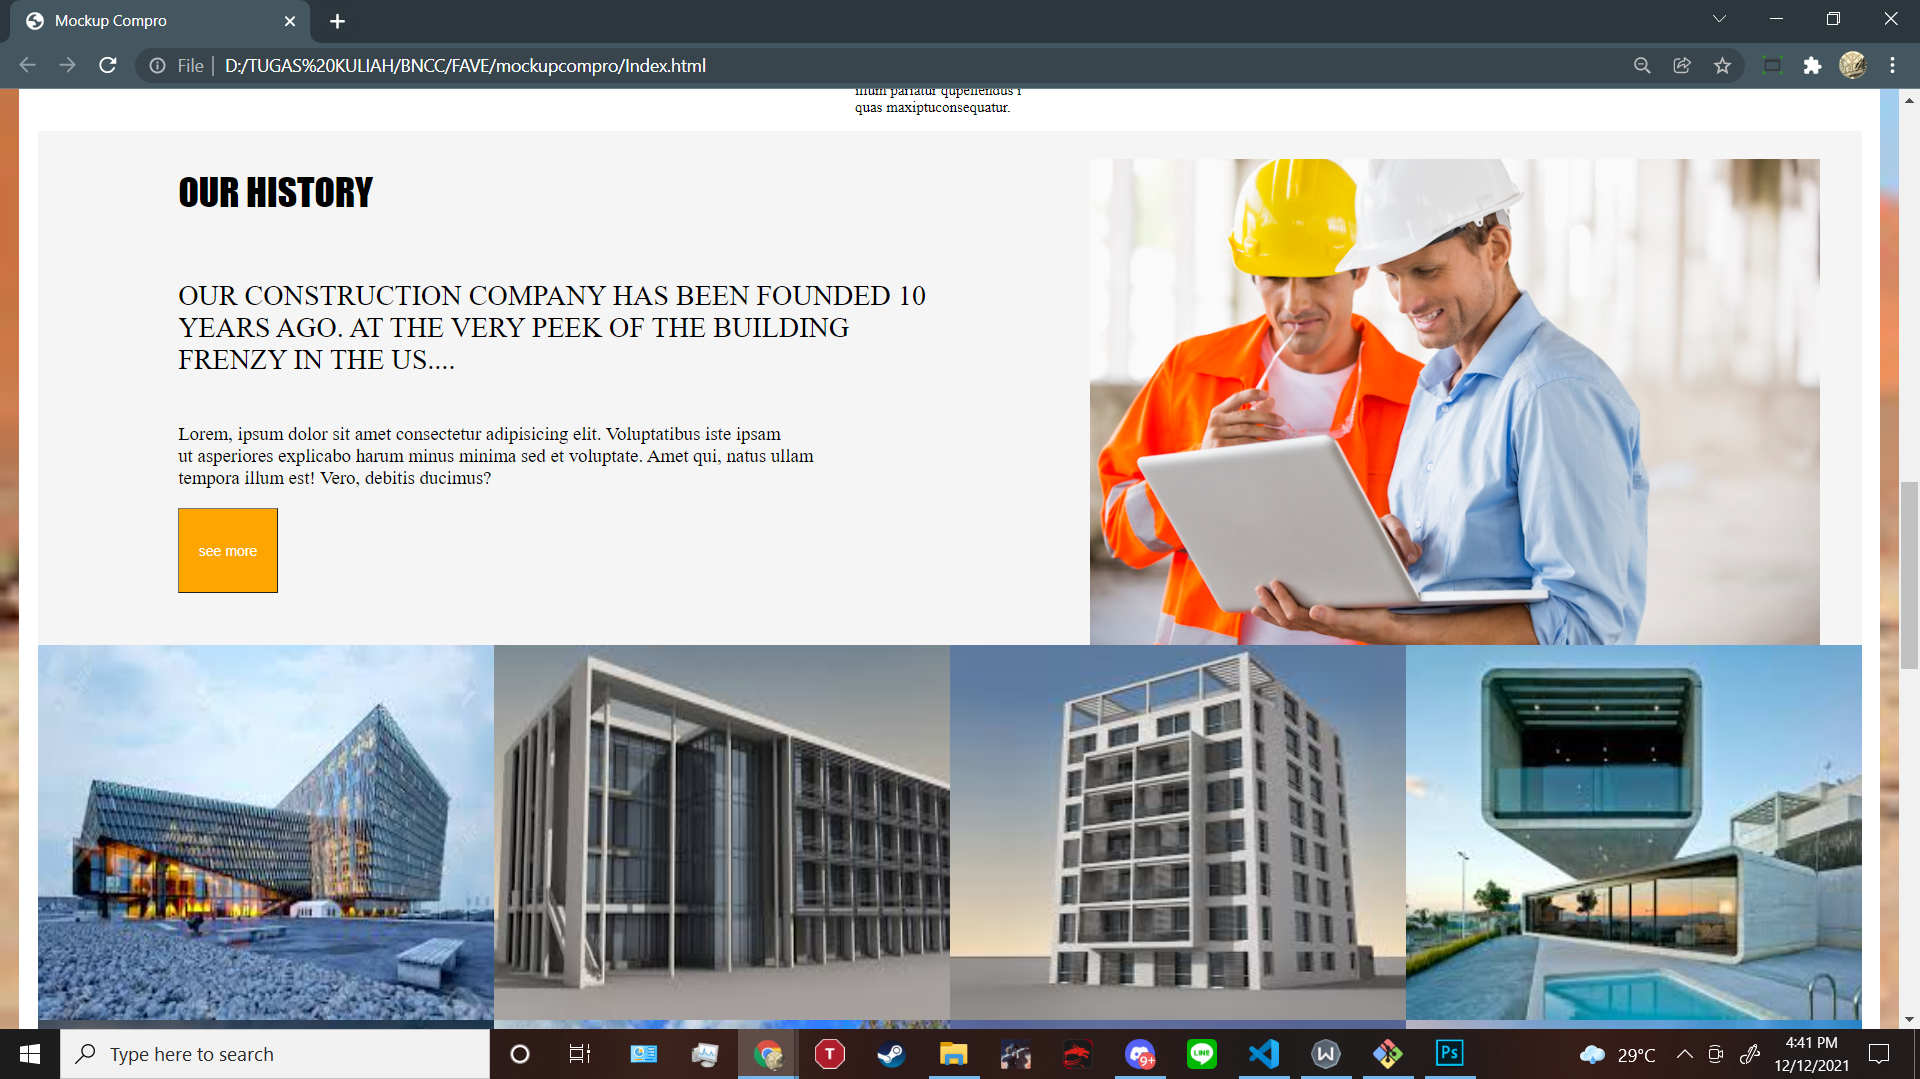 Mockup Compro
File
D:/TUGAS%20KULIAH/BNCC/FAVE/mockupcompro/Index.html
illum pariatur qupellendus i
quas maxiptuconsequatur.
OUR HISTORY
OUR CONSTRUCTION COMPANY HAS BEEN FOUNDED 10
YEARS AGO. AT THE VERY PEEK OF THE BUILDING
FRENZY IN THE US....
Lorem, ipsum dolor sit amet consectetur adipisicing elit. Voluptatibus iste ipsam
ut asperiores explicabo harum minus minima sed et voluptate. Amet qui, natus ullam
tempora illum est! Vero, debitis ducimus?
see more
Type here to search
T
9+
LINE
W
Ps
29°C
4:41 PM
12/12/2021